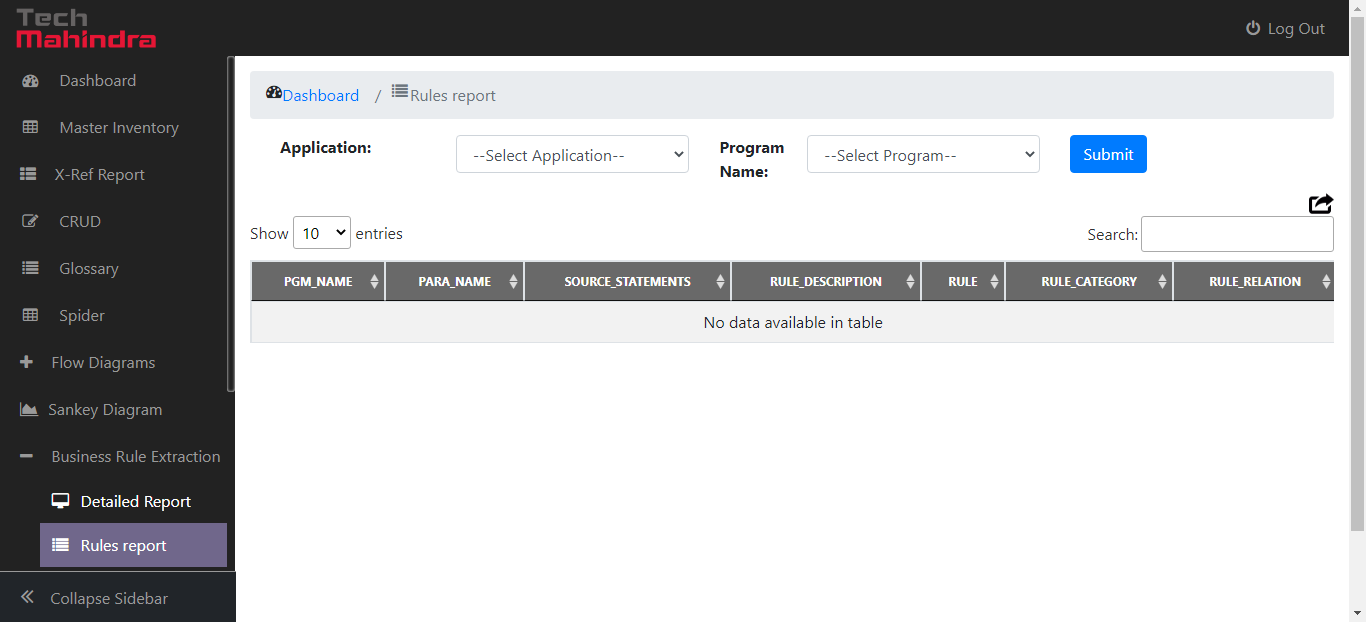 Tech
Mahindra
Log Out
Dashboard
Master Inventory
X-Ref Report
CRUD
Glossary
Spider
Flow Diagrams
Sankey Diagram
Business Rule Extraction
Detailed Report
Rules report
Collapse Sidebar
Dashboard / Rules report
Application:
--Select Application--
Program
Name:
--Select Program--
Submit
Show 10 entries
Search:
PGM_NAME PARA_NAME SOURCE_STATEMENTS RULE_DESCRIPTION RULE RULE_CATEGORY RULE_RELATION
No data available in table